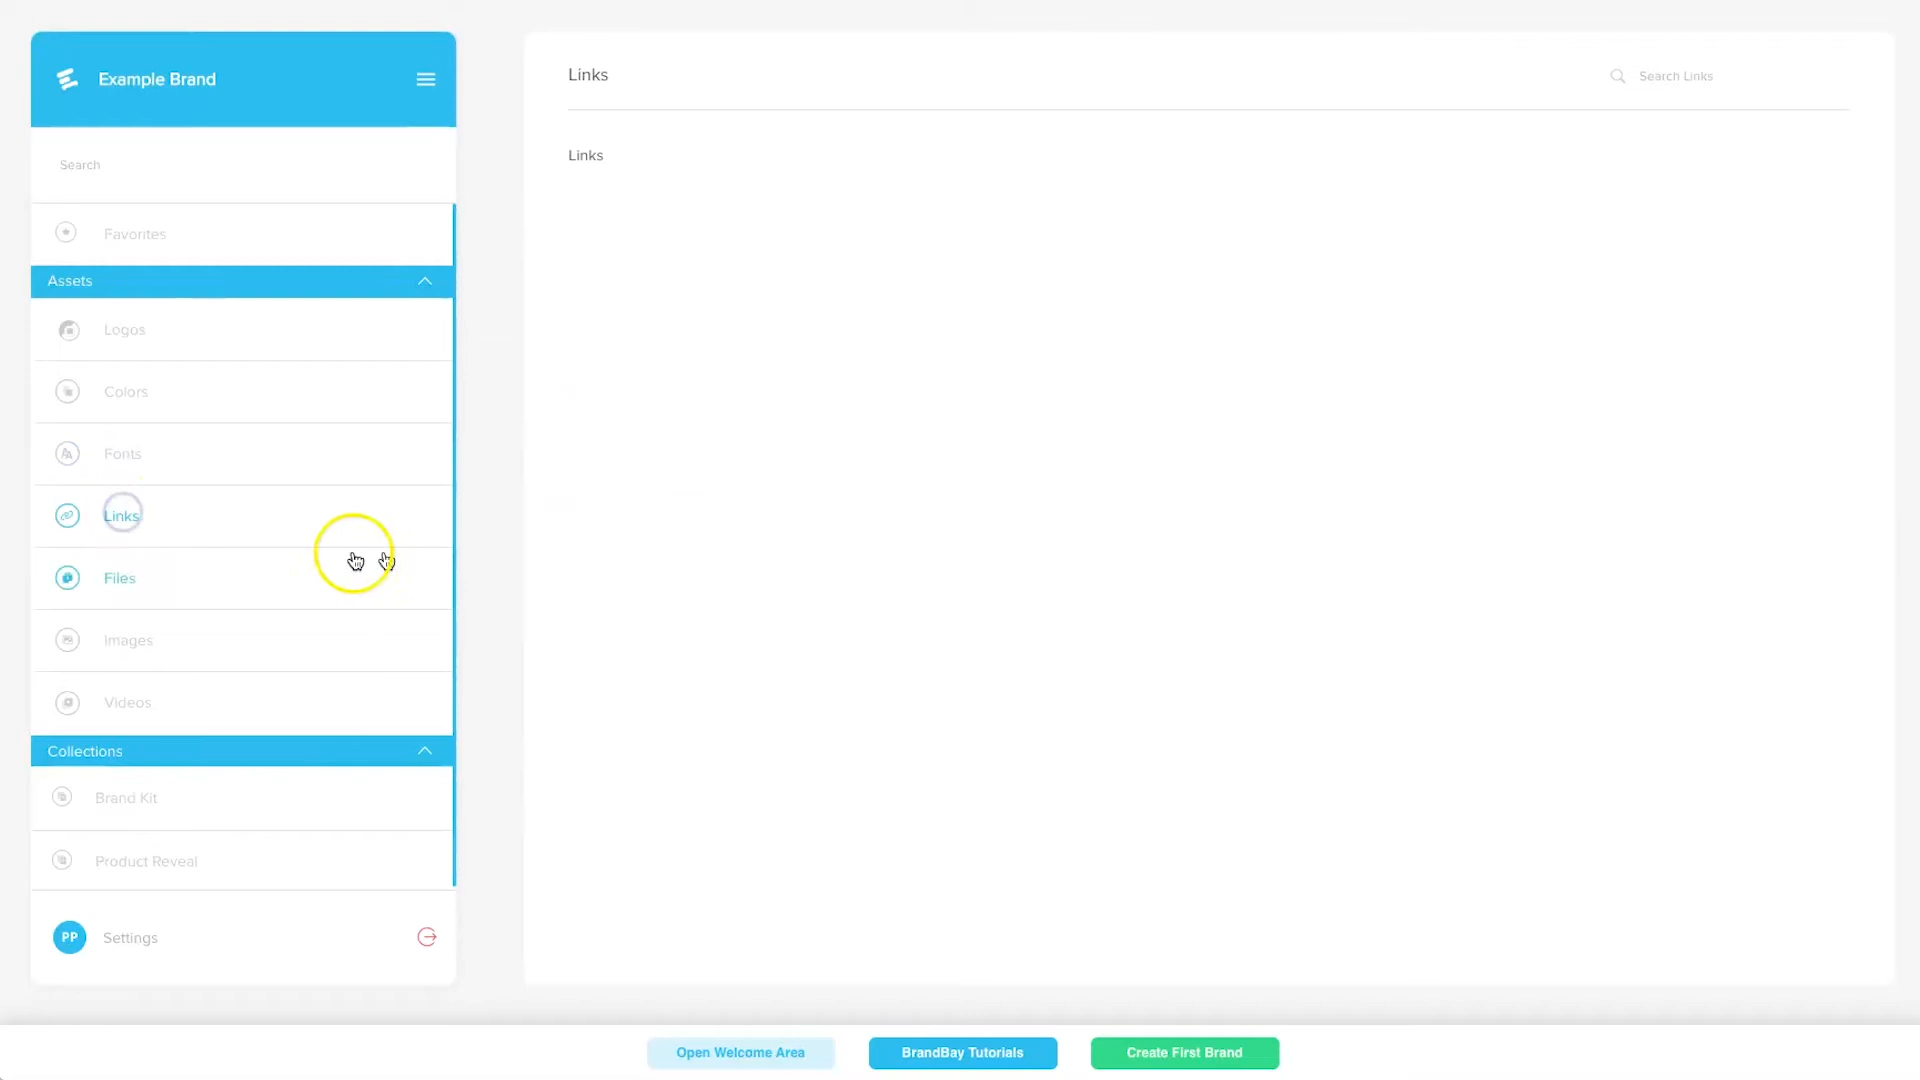 Example Brand
Search
Favorites
Assets
Logos
Colors
Fonts
Links
Files
Images
Videos
Collections
Brand Kit
Product Reveal
PP
Settings
Links
Search Links
Links
Open Welcome Area
BrandBay Tutorials
Create First Brand